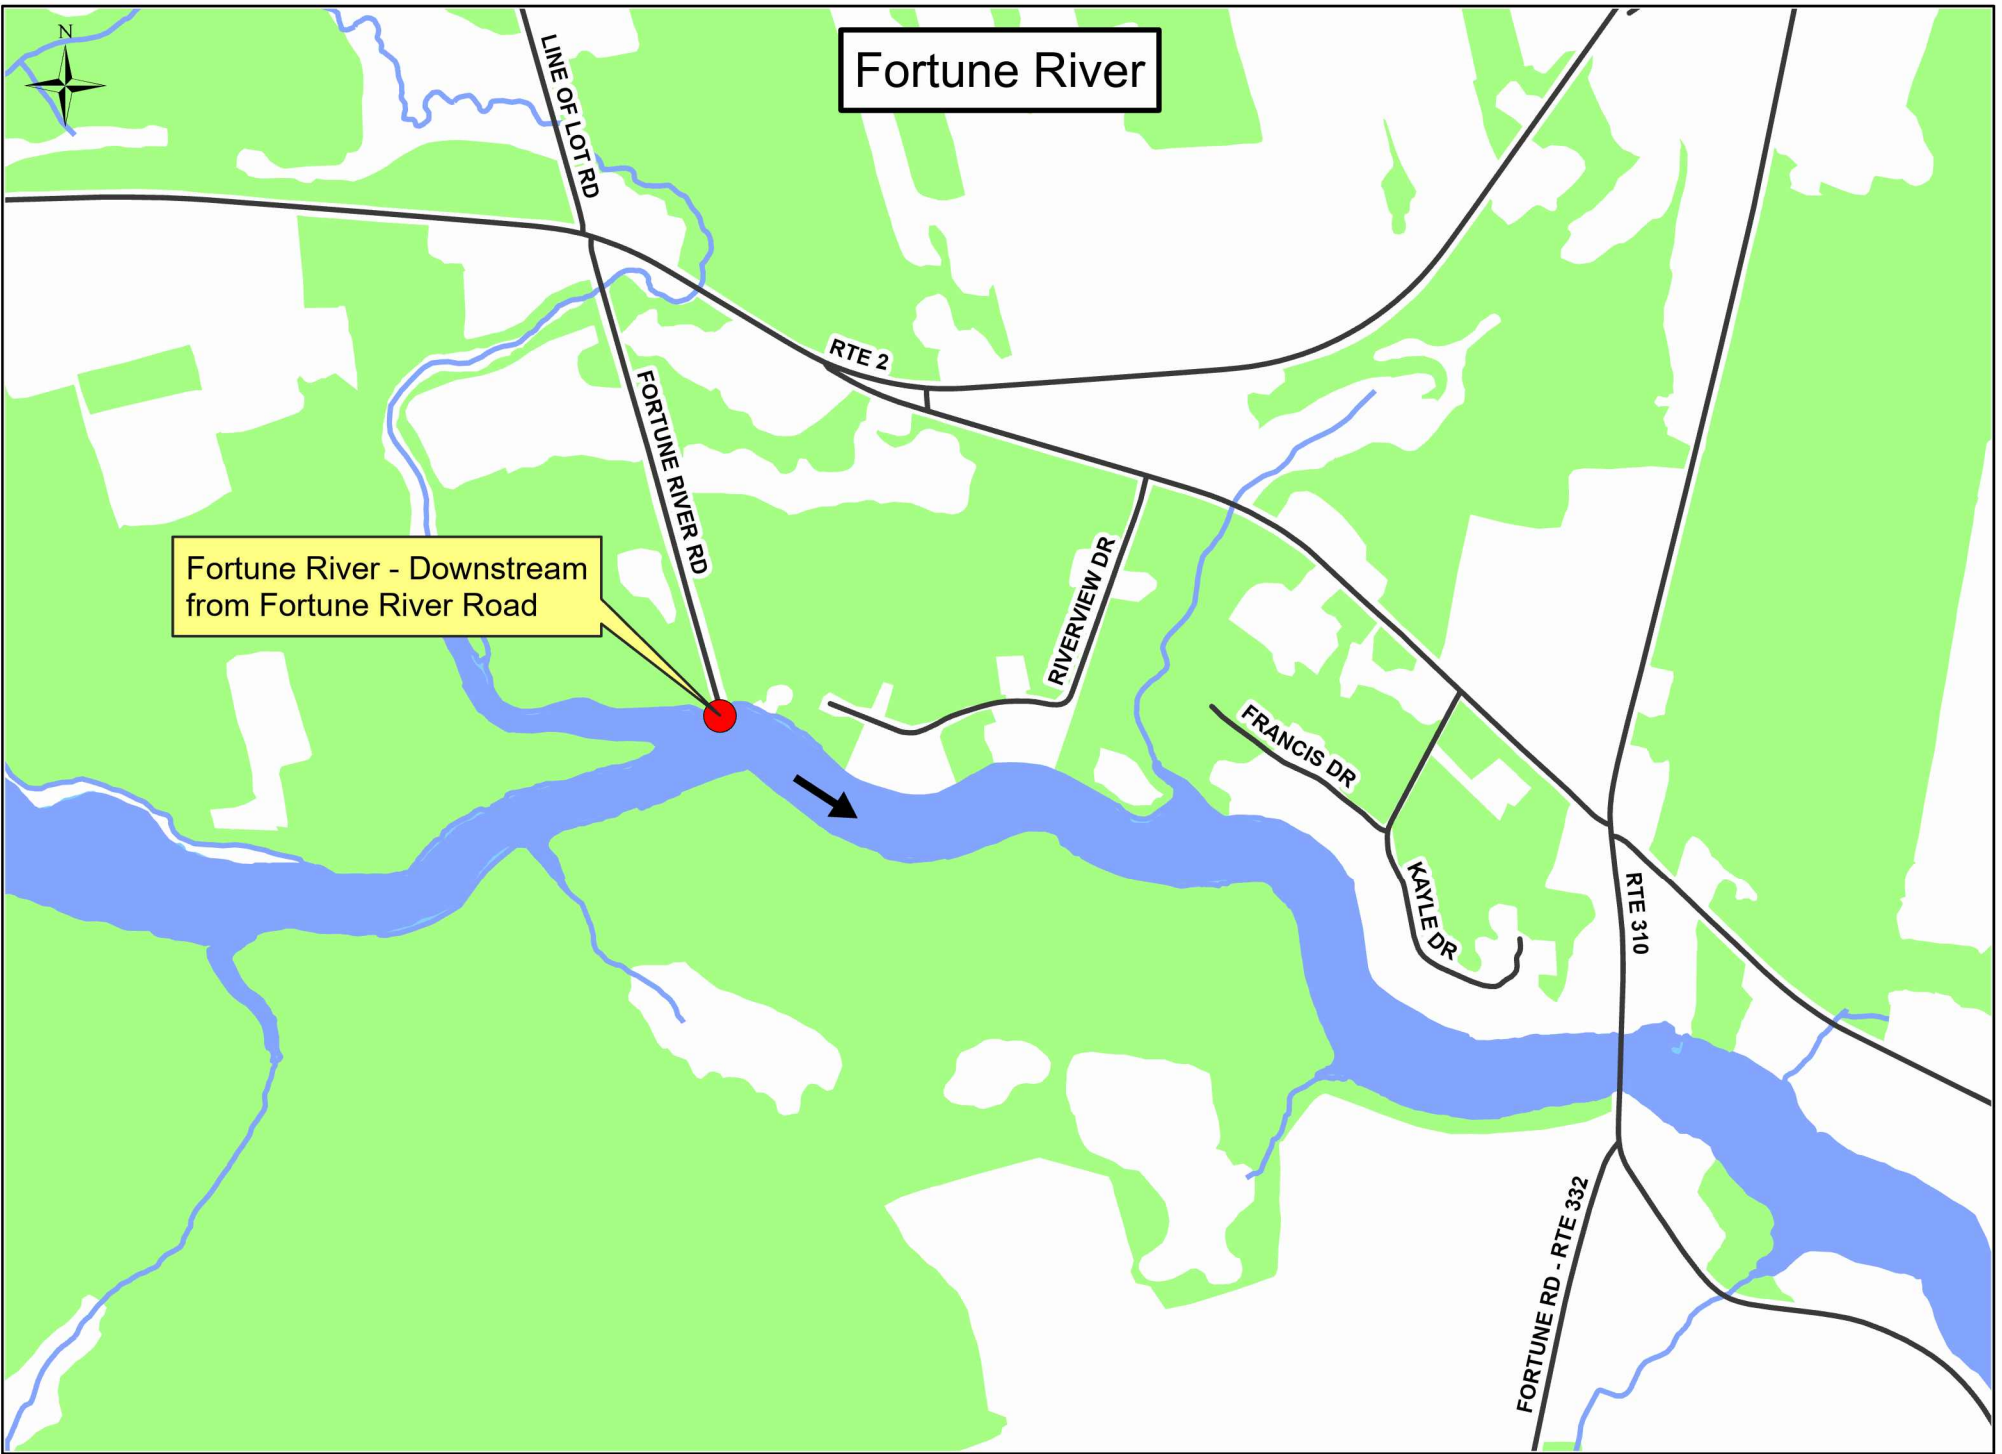 N
Fortune River
LINE OF LOT RD
RTE 2
FORTUNE RIVER RD
Fortune River - Downstream
from Fortune River Road
RIVERVIEW DR
FRANCIS DR
KAYLE DR
RTE 310
FORTUNE RD - RTE 332